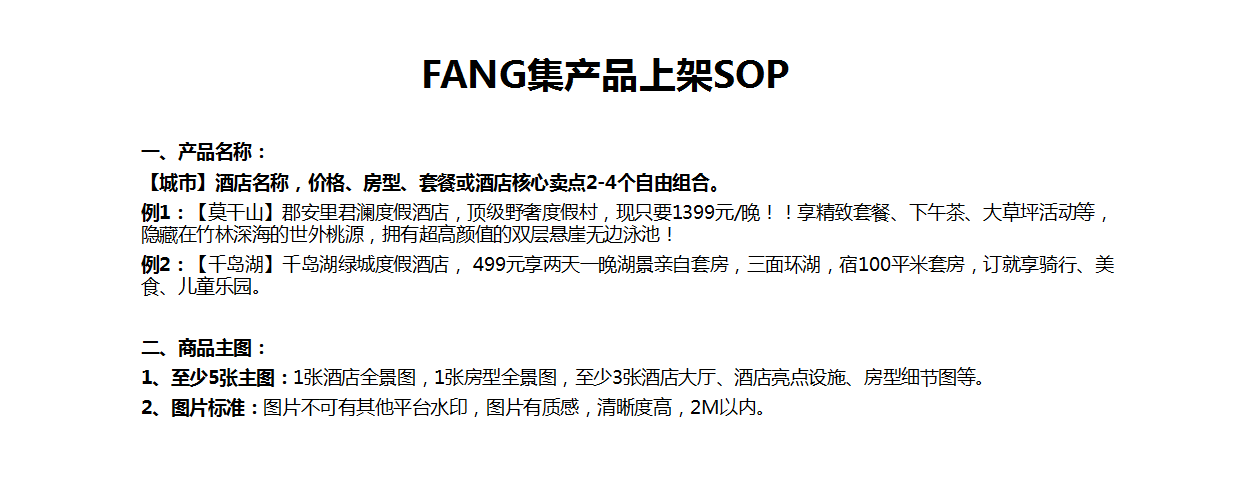 FANG集产品上架SOP
一、产品名称：
【城市】酒店名称，价格、房型、套餐或酒店核心卖点2-4个自由组合。
例1：【莫干山】郡安里君澜度假酒店，顶级野奢度假村，现只要1399元/晚！！享精致套餐、下午茶、大草坪活动等，
隐藏在竹林深海的世外桃源，拥有超高颜值的双层悬崖无边泳池！
例2：【千岛湖】千岛湖绿城度假酒店， 499元享两天一晚湖景亲自套房，三面环湖，宿100平米套房，订就享骑行、美
食、儿童乐园。
二、商品主图：
1、至少5张主图：1张酒店全景图，1张房型全景图，至少3张酒店大厅、酒店亮点设施、房型细节图等。
2、图片标准：图片不可有其他平台水印，图片有质感，清晰度高，2M以内。